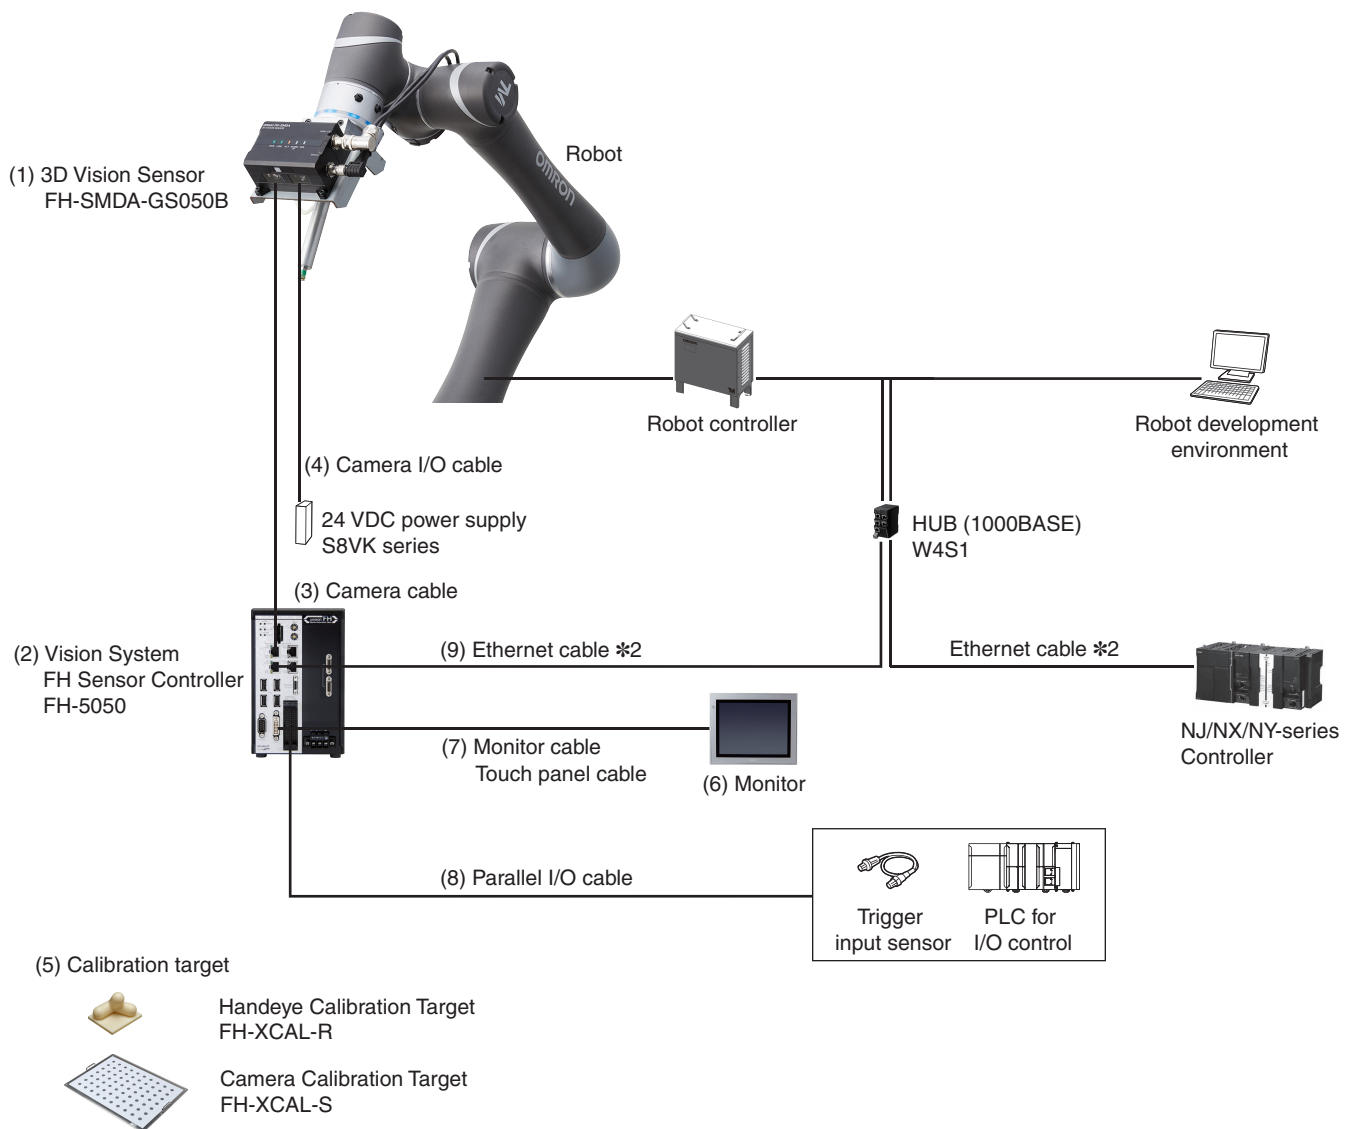 TM
OMRON
Robot
(1) 3D Vision Sensor
FH-SMDA-GS050B
Robot controller
Robot development
environment
(4) Camera I/O cable
24 VDC power supply
S8VK series
HUB (1000BASE)
W4S1
(3) Camera cable
FH
(2) Vision System
FH Sensor Controller
FH-5050
(9) Ethernet cable ✻2
Ethernet cable ✻2
NJ/NX/NY-series
Controller
(7) Monitor cable
Touch panel cable
(6) Monitor
(8) Parallel I/O cable
Trigger
input sensor
PLC for
I/O control
(5) Calibration target
Handeye Calibration Target
FH-XCAL-R
Camera Calibration Target
FH-XCAL-S